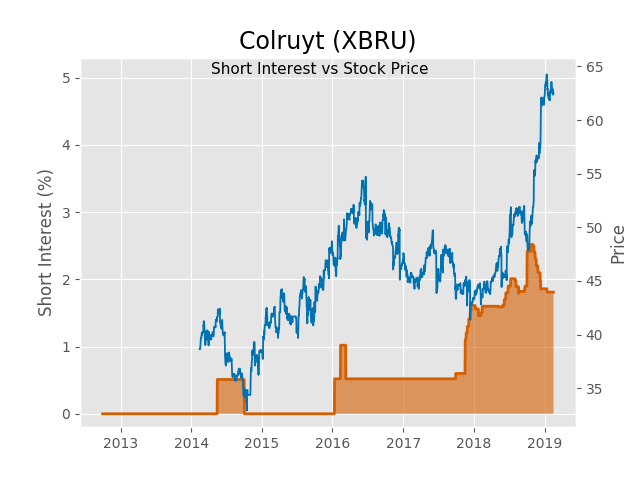 Colruyt (XBRU)
Short Interest vs Stock Price
Short Interest (%)
5
4
3
2
1
0
65
60
55
50
45
40
35
Price
2013 2014 2015 2016 2017 2018 2019